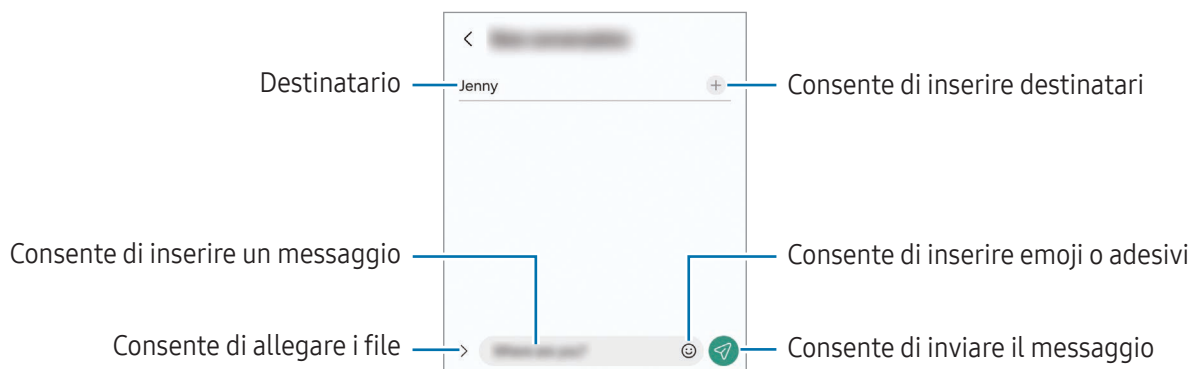 Destinatario
Jenny
Consente di inserire destinatari
Consente di inserire un messaggio
Consente di inserire emoji o adesivi
Consente di allegare i file
Consente di inviare il messaggio